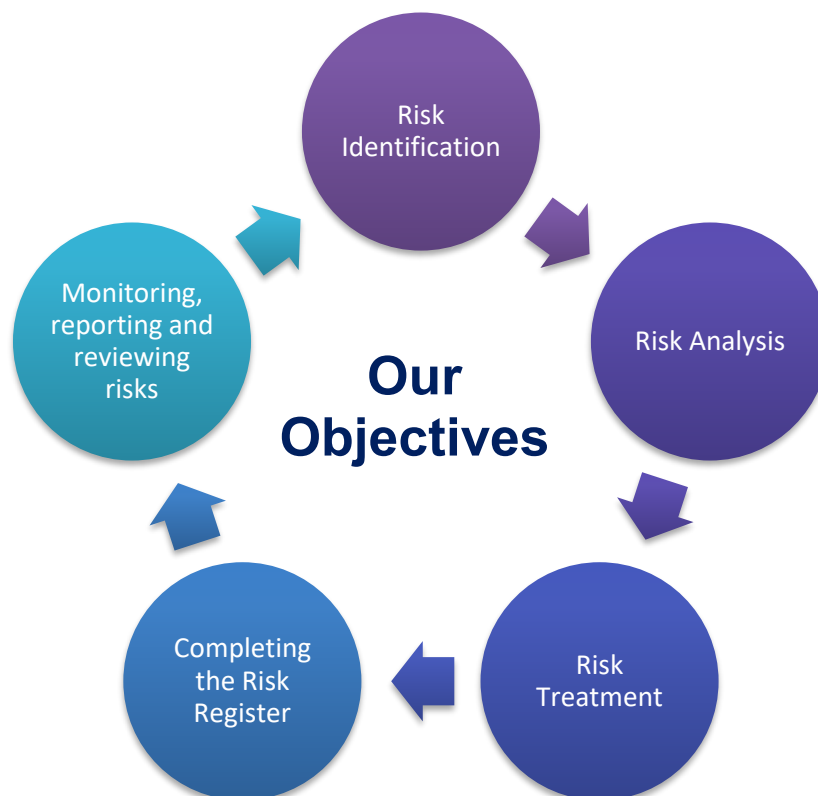 Risk
Identification
Risk Analysis
Risk
Treatment
Completing
the Risk
Register
Monitoring,
reporting and
reviewing
risks
Our
Objectives